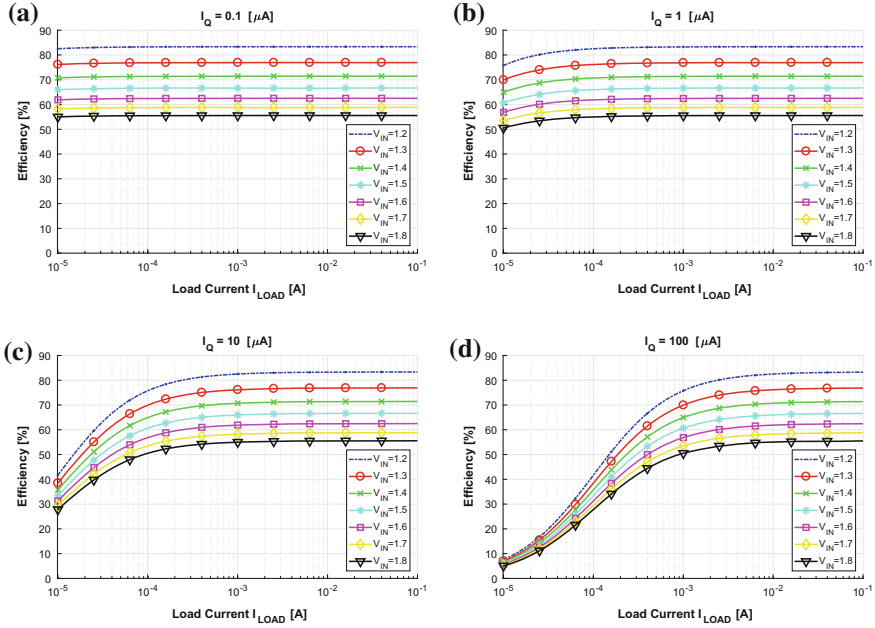 (a)
I_Q = 0.1 [μA]
Efficiency [%]
90
80
70
60
50
40
30
20
10
0
V_IN=1.2
V_IN=1.3
V_IN=1.4
V_IN=1.5
V_IN=1.6
V_IN=1.7
V_IN=1.8
10^-5
10^-4
10^-3
10^-2
10^-1
Load Current I_LOAD [A]
(b)
I_Q = 1 [μA]
Efficiency [%]
90
80
70
60
50
40
30
20
10
0
V_IN=1.2
V_IN=1.3
V_IN=1.4
V_IN=1.5
V_IN=1.6
V_IN=1.7
V_IN=1.8
10^-5
10^-4
10^-3
10^-2
10^-1
Load Current I_LOAD [A]
(c)
I_Q = 10 [μA]
Efficiency [%]
90
80
70
60
50
40
30
20
10
0
V_IN=1.2
V_IN=1.3
V_IN=1.4
V_IN=1.5
V_IN=1.6
V_IN=1.7
V_IN=1.8
10^-5
10^-4
10^-3
10^-2
10^-1
Load Current I_LOAD [A]
(d)
I_Q = 100 [μA]
Efficiency [%]
90
80
70
60
50
40
30
20
10
0
V_IN=1.2
V_IN=1.3
V_IN=1.4
V_IN=1.5
V_IN=1.6
V_IN=1.7
V_IN=1.8
10^-5
10^-4
10^-3
10^-2
10^-1
Load Current I_LOAD [A]